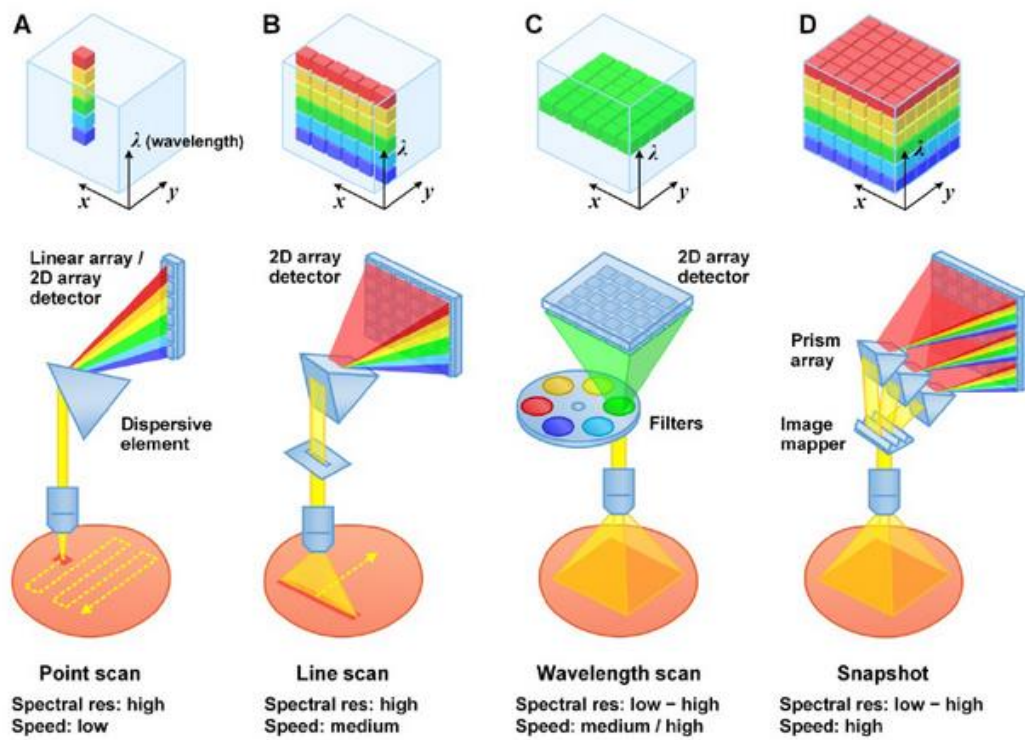 A
B
C
D
λ (wavelength)
x
y
λ
x
y
λ
x
y
x
y
Linear array /
2D array
detector
Dispersive
element
2D array
detector
2D array
detector
Filters
Prism
array
Image
mapper
Point scan
Spectral res: high
Speed: low
Line scan
Spectral res: high
Speed: medium
Wavelength scan
Spectral res: low – high
Speed: medium / high
Snapshot
Spectral res: low – high
Speed: high